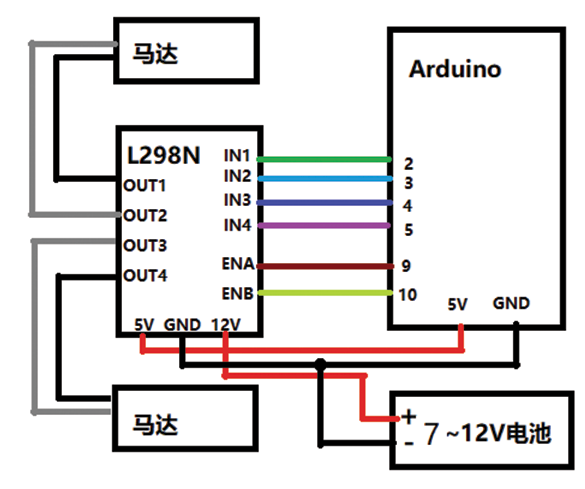 马达
Arduino
L298N
IN1
IN2
IN3
IN4
ENA
ENB
OUT1
OUT2
OUT3
OUT4
5V GND 12V
2
3
4
5
9
10
5V GND
马达
+
-
7 ~12V电池